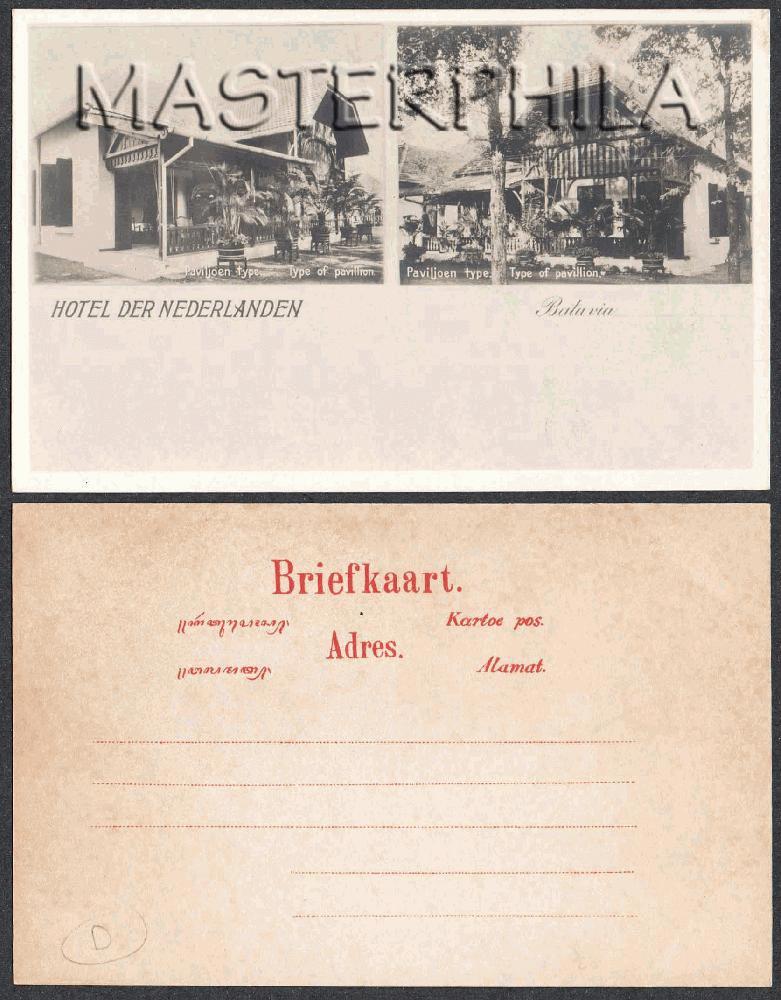 MASTERPHILA
Paviljoen type. Type of pavillion.
Paviljoen type. Type of pavillion.
HOTEL DER NEDERLANDEN
Batavia
Briefkaart.
Kartoe pos.
Adres.
Alamat.
D